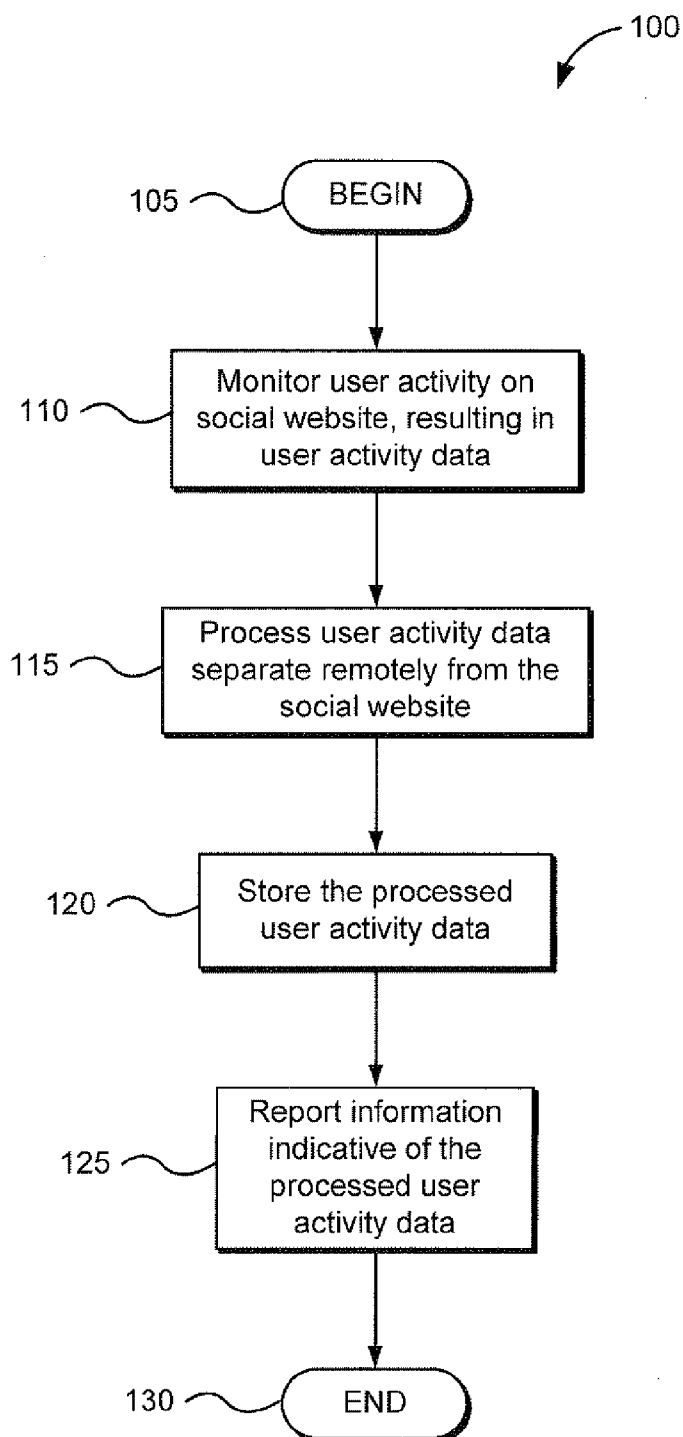 100
105
BEGIN
110
Monitor user activity on
social website, resulting in
user activity data
115
Process user activity data
separate remotely from the
social website
120
Store the processed
user activity data
125
Report information
indicative of the
processed user
activity data
130
END